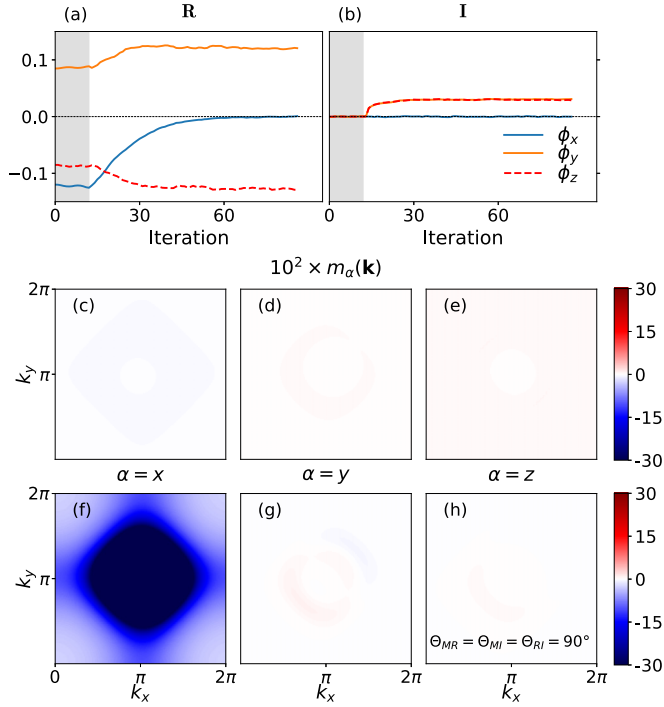 (a) R (b) I
0.1
0.0
−0.1
ϕx
ϕy
ϕz
0 30 60 0 30 60
Iteration Iteration
10² × mα(k)
2π (c) (d) (e) 30
15
ky π 0
-15
-30
α = x α = y α = z
2π (f) (g) (h) 30
15
ky π 0
-15
ΘMR = ΘMI = ΘRI = 90°
0 -30
0 π 2π π 2π π 2π
kx kx kx